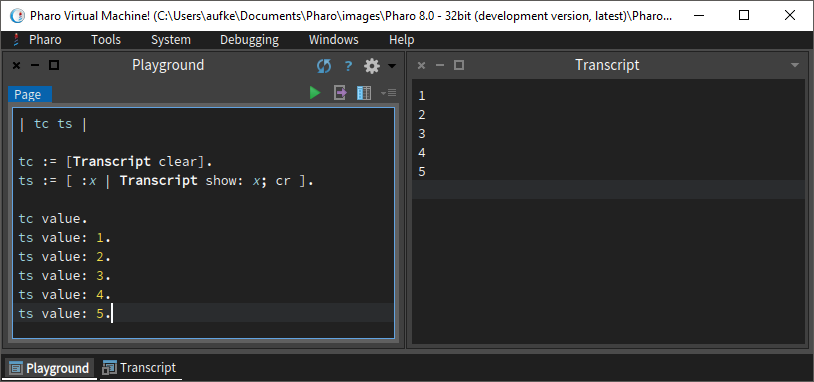 Pharo Virtual Machine! (C:\Users\aufke\Documents\Pharo\images\Pharo 8.0 - 32bit (development version, latest)\Pharo...
Pharo Tools System Debugging Windows Help
Playground
?
Page
| tc ts |
tc := [Transcript clear].
ts := [ :x | Transcript show: x; cr ].
tc value.
ts value: 1.
ts value: 2.
ts value: 3.
ts value: 4.
ts value: 5.
Transcript
1
2
3
4
5
Playground Transcript